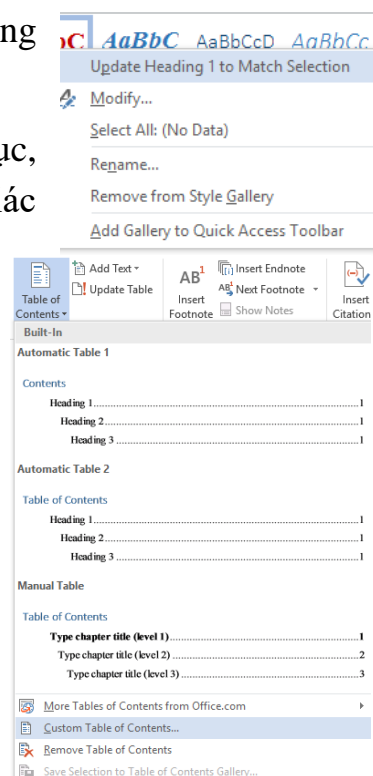 ng
ɔC AaBbC AaBbCcD AaBbCc
Update Heading 1 to Match Selection
Modify...
Select All: (No Data)
ục,
Rename...
ác
Remove from Style Gallery
Add Gallery to Quick Access Toolbar
Table of Contents
Add Text
Update Table
AB1
Insert Footnote
Insert Endnote
AB1 Next Footnote
Show Notes
Insert Citation
Built-In
Automatic Table 1
Contents
Heading 1...1
Heading 2...1
Heading 3...1
Automatic Table 2
Table of Contents
Heading 1...1
Heading 2...1
Heading 3...1
Manual Table
Table of Contents
Type chapter title (level 1)...1
Type chapter title (level 2)...2
Type chapter title (level 3)...3
More Tables of Contents from Office.com
Custom Table of Contents...
Remove Table of Contents
Save Selection to Table of Contents Gallery...